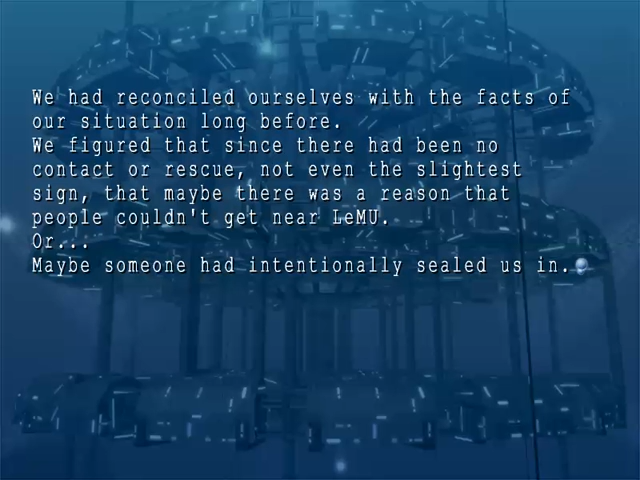 We had reconciled ourselves with the facts of
our situation long before.
We figured that since there had been no
contact or rescue, not even the slightest
sign, that maybe there was a reason that
people couldn't get near LeMU.
Or...
Maybe someone had intentionally sealed us in.